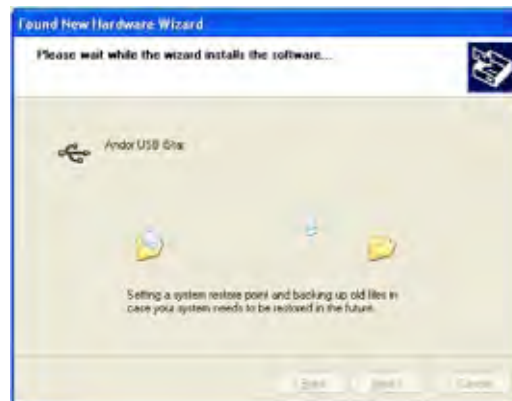 Found New Hardware Wizard
Please wait while the wizard installs the software...
Andor USB iStar
Setting a system restore point and backing up old files in
case your system needs to be restored in the future.
< Back
Next >
Cancel